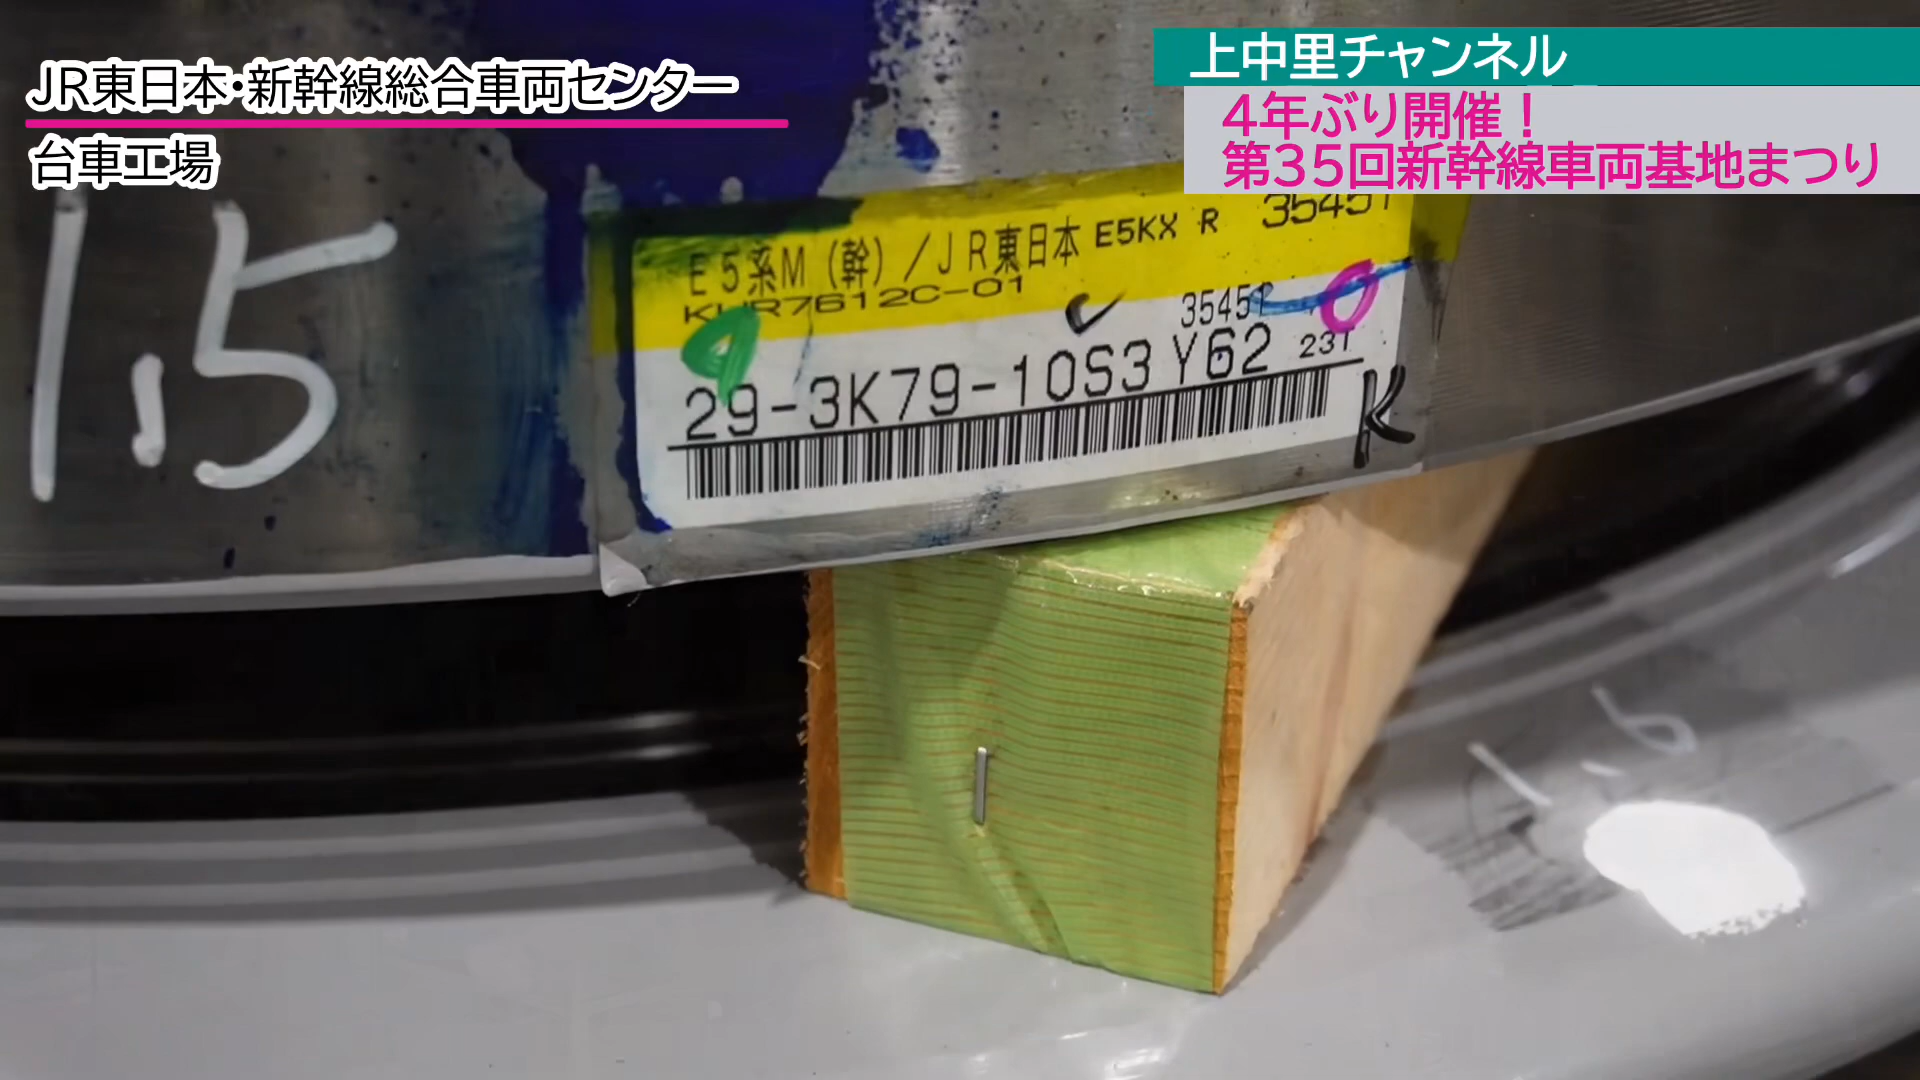 JR東日本・新幹線総合車両センター
台車工場
上中里チャンネル
4年ぶり開催！
第35回新幹線車両基地まつり
1.5
E5系M（幹）／JR東日本 E5KX R 35451
35451
29-3K79-10S3 Y62 231
K